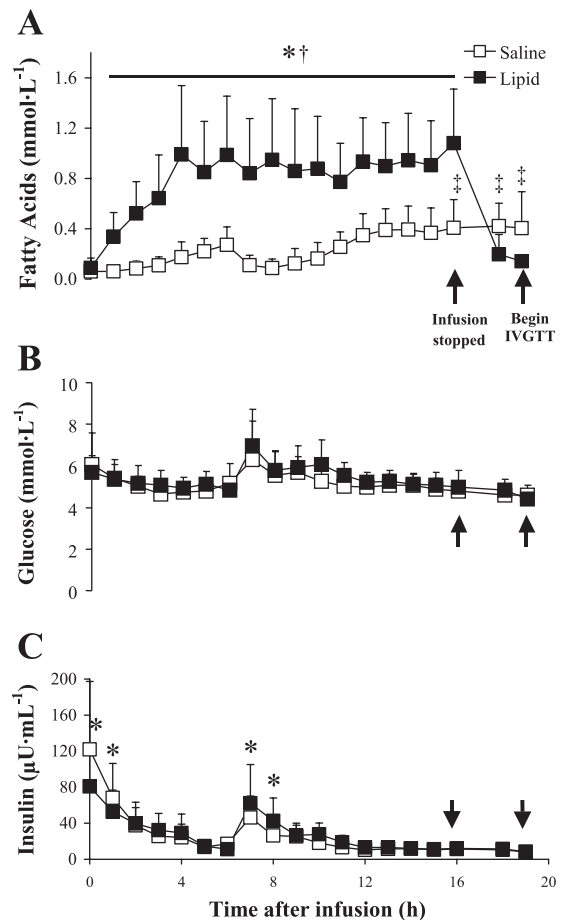 A
Fatty Acids (mmol·L⁻¹)
1.6
1.2
0.8
0.4
0.0
*†
Saline
Lipid
‡
‡
‡
Infusion
stopped
Begin
IVGTT
B
Glucose (mmol·L⁻¹)
10
8
6
4
2
0
C
Insulin (µU·mL⁻¹)
200
160
120
80
40
0
*
*
*
*
0 4 8 12 16 20
Time after infusion (h)